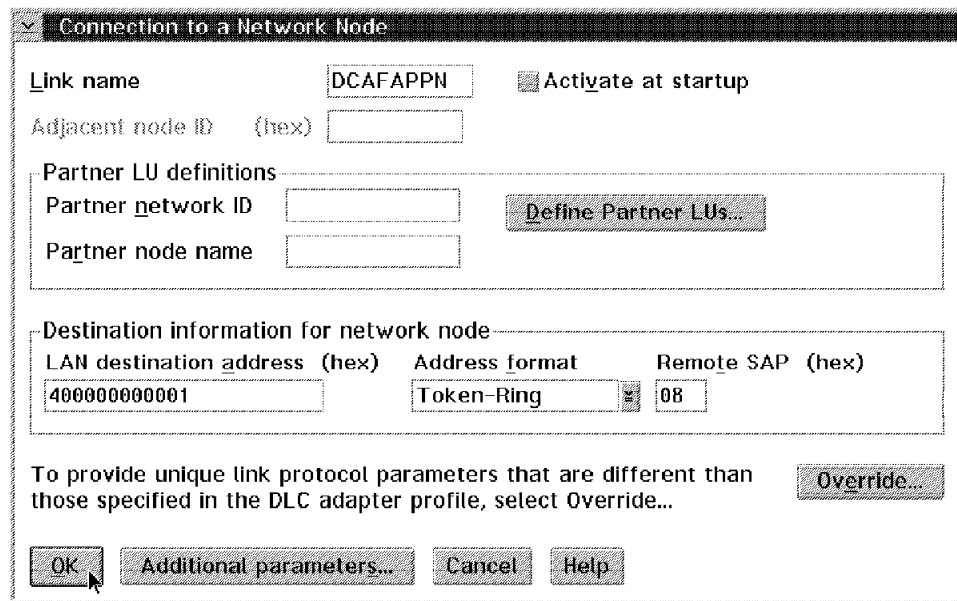 Connection to a Network Node
Link name DCAFAPPN Activate at startup
Adjacent node ID (hex)
Partner LU definitions
Partner network ID Define Partner LUs...
Partner node name
Destination information for network node
LAN destination address (hex) Address format Remote SAP (hex)
400000000001 Token-Ring 08
To provide unique link protocol parameters that are different than Override...
those specified in the DLC adapter profile, select Override...
OK Additional parameters... Cancel Help